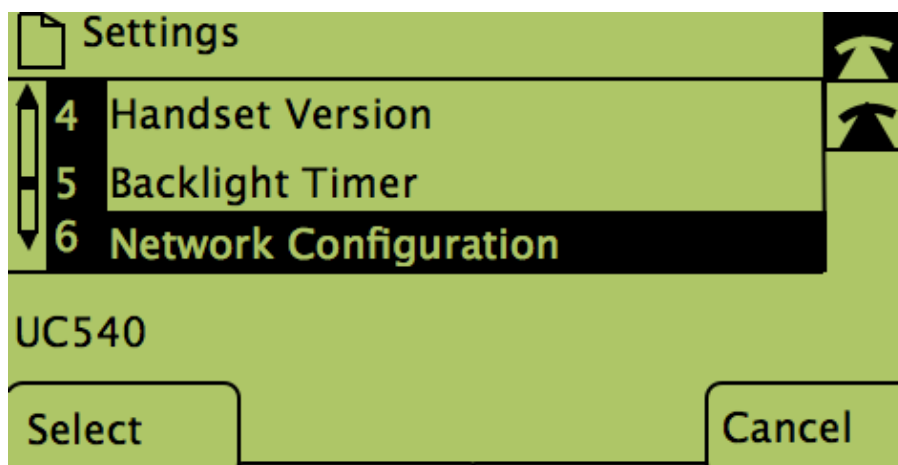 Settings
4 Handset Version
5 Backlight Timer
6 Network Configuration
UC540
Select Cancel